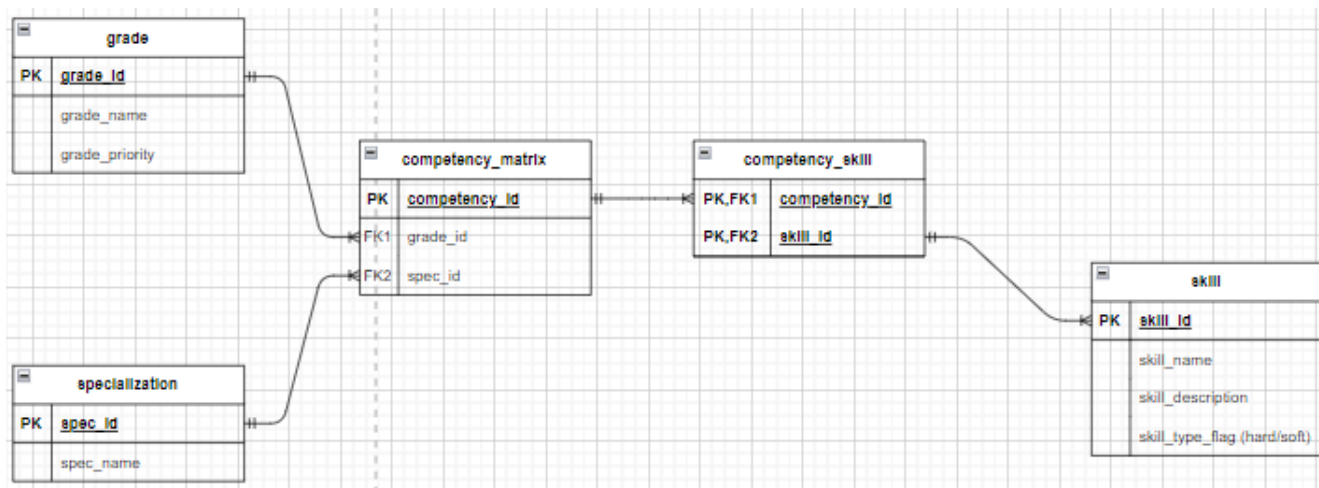 grade
PK grade_id
grade_name
grade_priority
competency_matrix
PK competency_id
FK1 grade_id
FK2 spec_id
competency_skill
PK,FK1 competency_id
PK,FK2 skill_id
skill
PK skill_id
skill_name
skill_description
skill_type_flag (hard/soft)
specialization
PK spec_id
spec_name